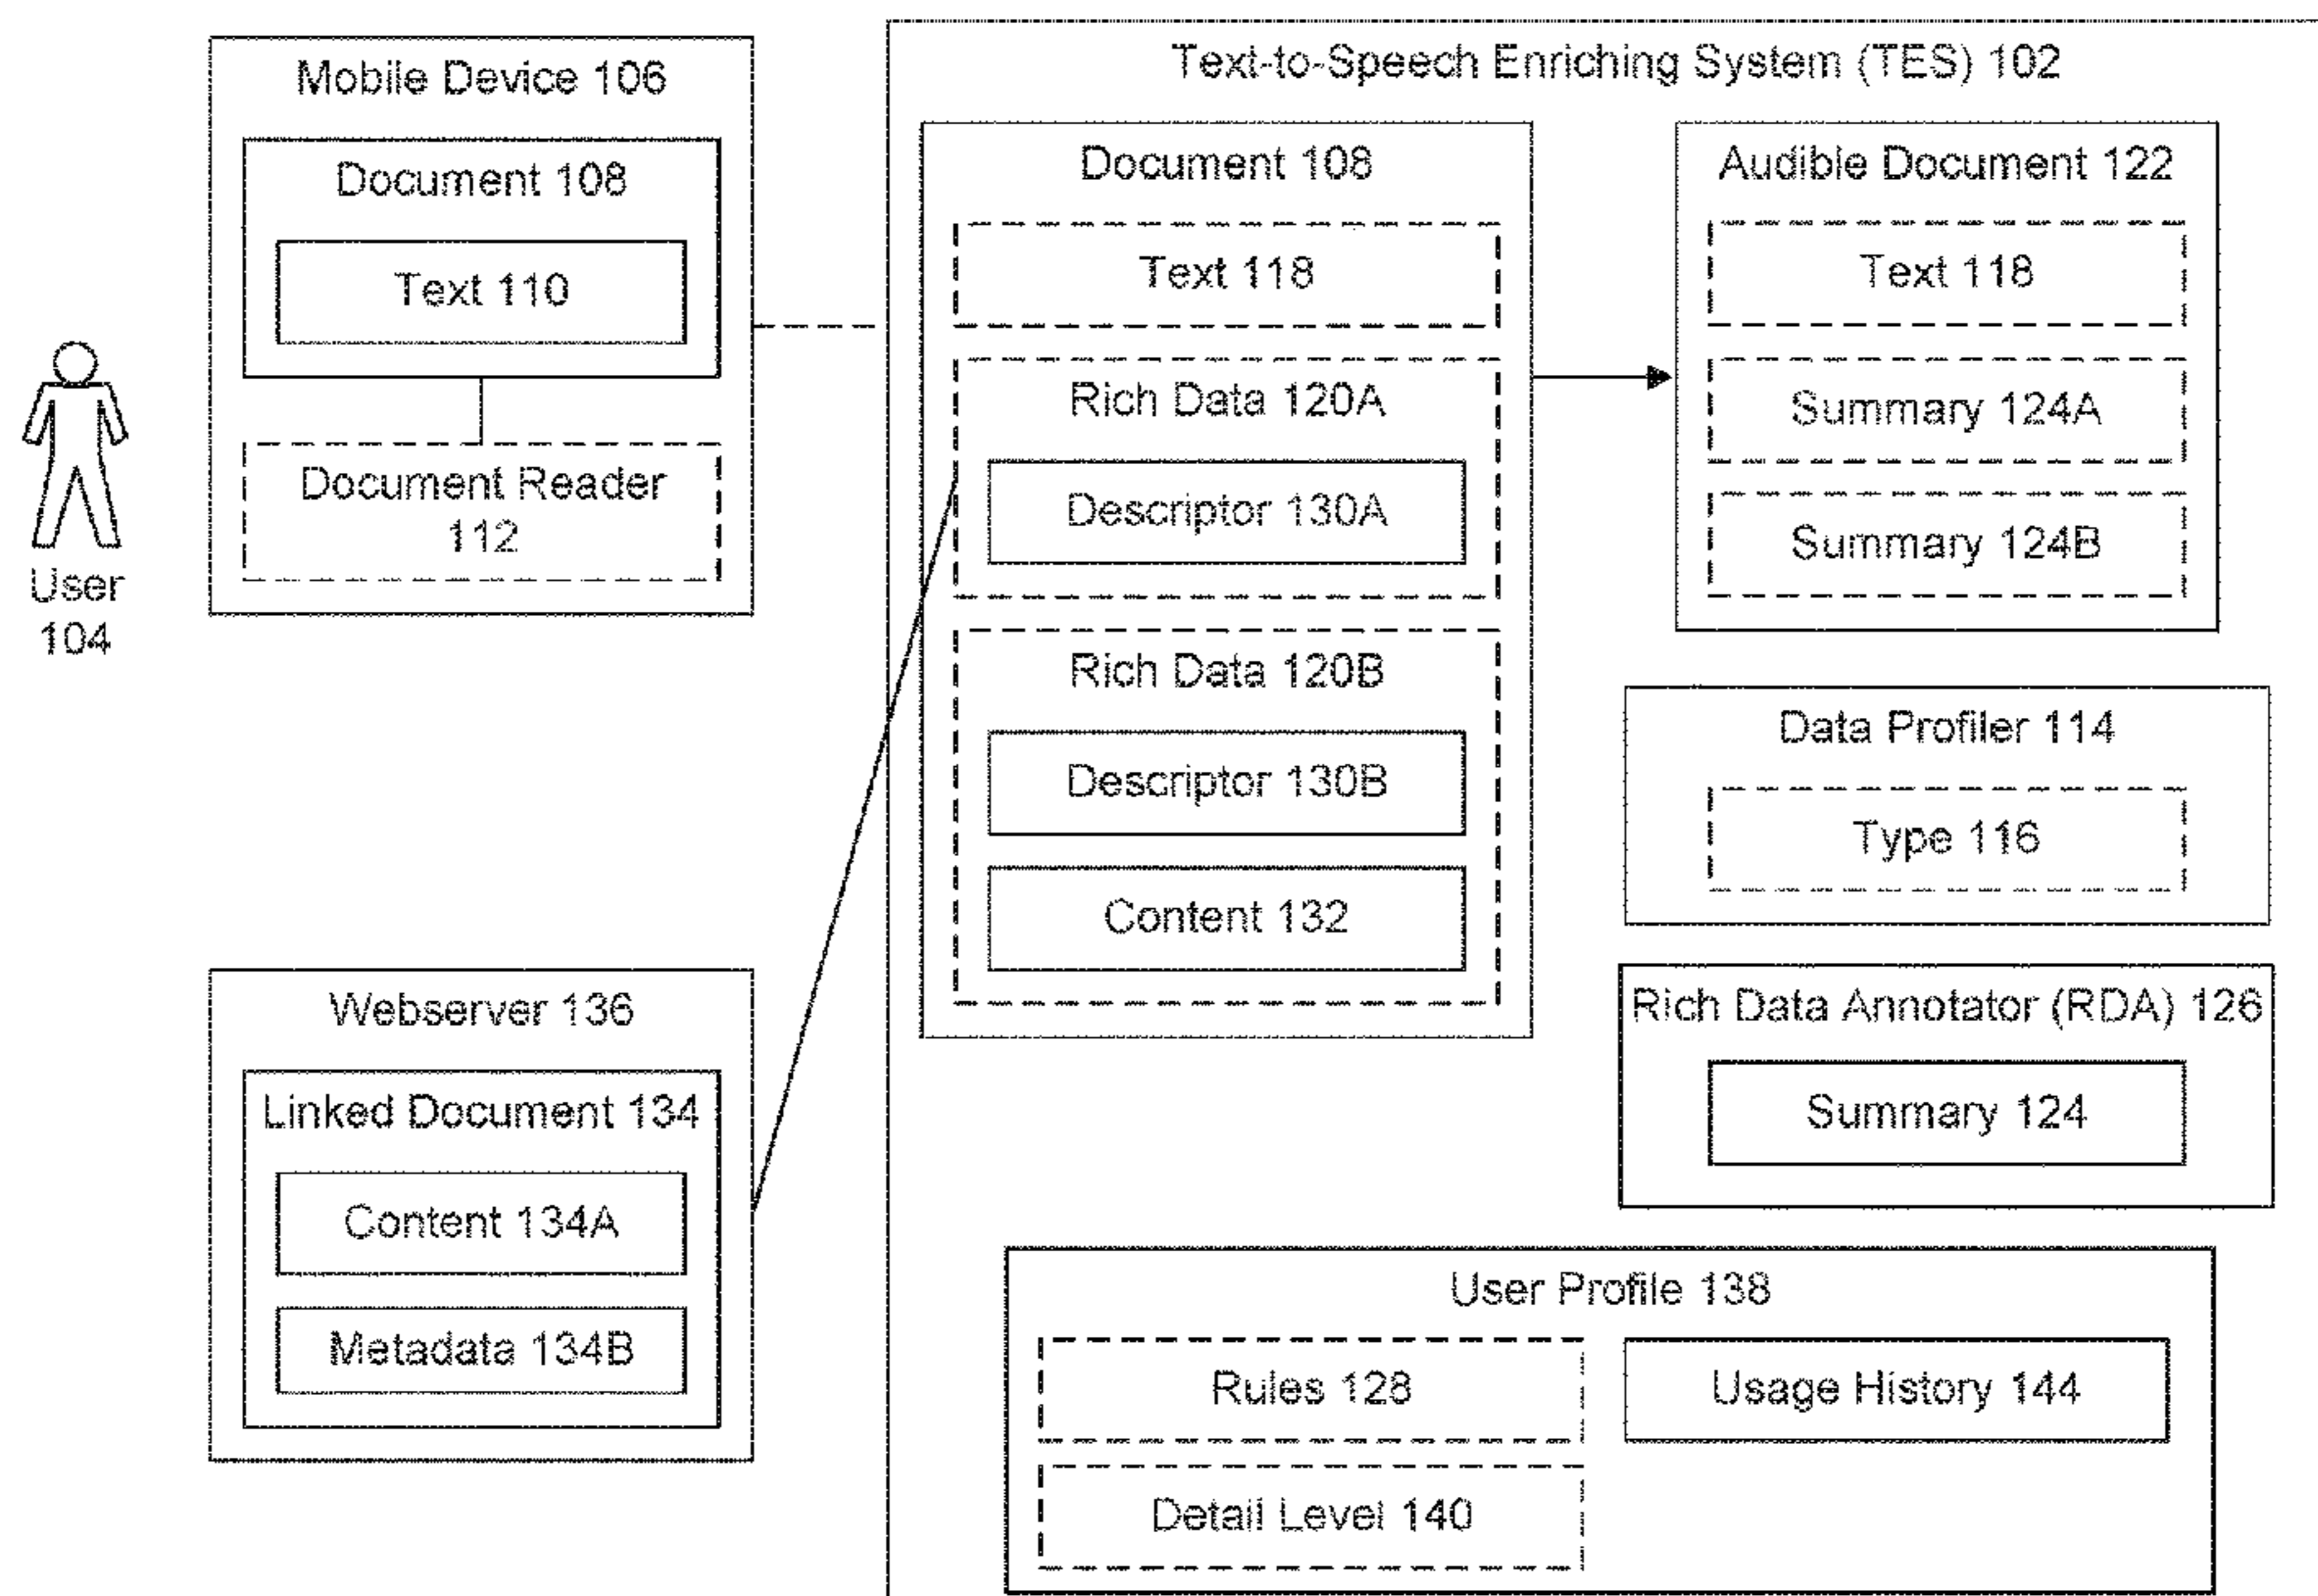 Mobile Device 106
Document 108
Text 110
Document Reader
112
User
104
Webserver 136
Linked Document 134
Content 134A
Metadata 134B
Text-to-Speech Enriching System (TES) 102
Document 108
Text 118
Rich Data 120A
Descriptor 130A
Rich Data 120B
Descriptor 130B
Content 132
Audible Document 122
Text 118
Summary 124A
Summary 124B
Data Profiler 114
Type 116
Rich Data Annotator (RDA) 126
Summary 124
User Profile 138
Rules 128
Usage History 144
Detail Level 140